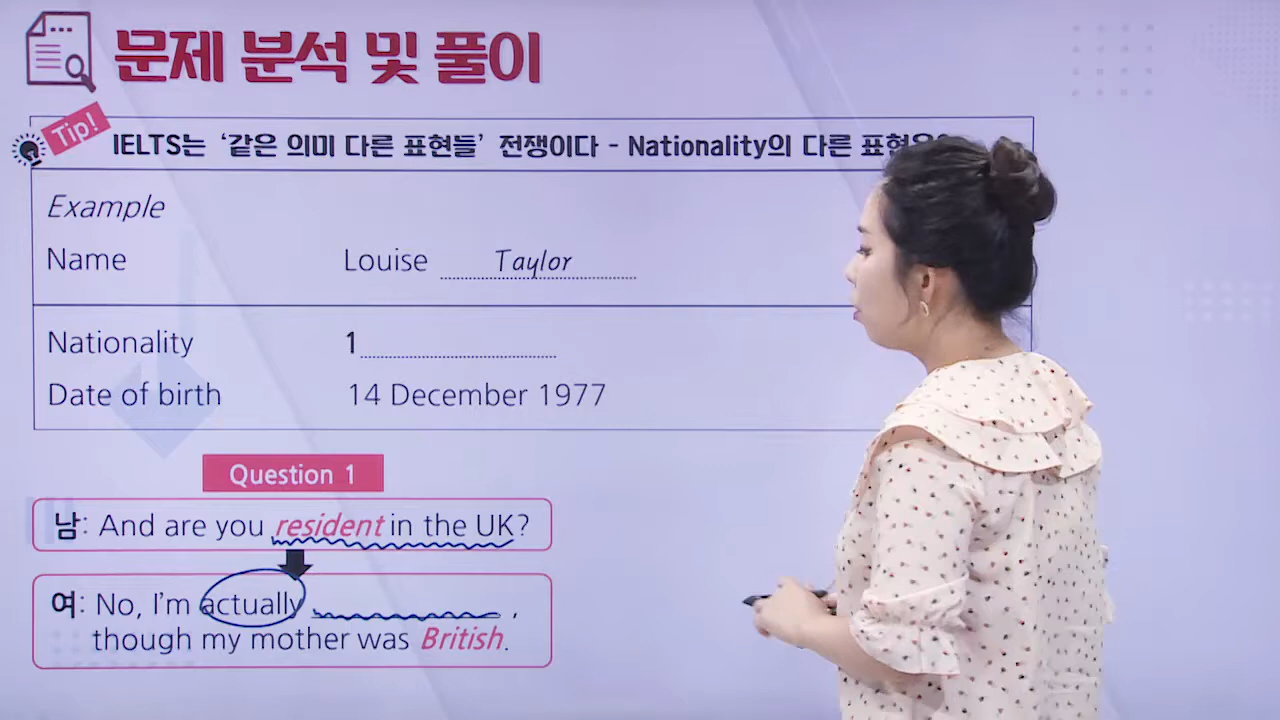 문제 분석 및 풀이
Tip!
IELTS는 '같은 의미 다른 표현들' 전쟁이다 - Nationality의 다른
Example
Name Louise Taylor
Nationality 1
Date of birth 14 December 1977
Question 1
남: And are you resident in the UK?
여: No, I'm actually ,
though my mother was British.